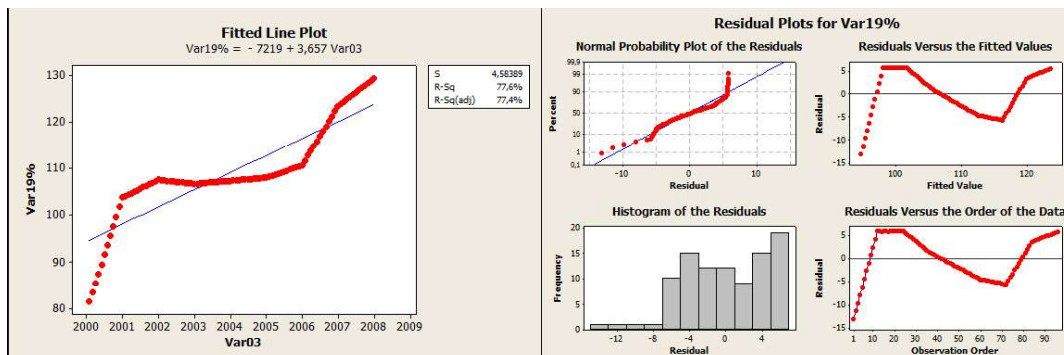 Fitted Line Plot
Var19% = - 7219 + 3,657 Var03
S 4,58389
R-Sq 77,6%
R-Sq(adj) 77,4%
Var19%
130
120
110
100
90
80
2000 2001 2002 2003 2004 2005 2006 2007 2008 2009
Var03
Residual Plots for Var19%
Normal Probability Plot of the Residuals
Percent
99,9
99
90
50
10
1
0,1
-10 0 10
Residual
Residuals Versus the Fitted Values
Residual
5
0
-5
-10
-15
100 110 120
Fitted Value
Histogram of the Residuals
Frequency
20
15
10
5
0
-12 -8 -4 0 4
Residual
Residuals Versus the Order of the Data
Residual
5
0
-5
-10
-15
1 10 20 30 40 50 60 70 80 90
Observation Order